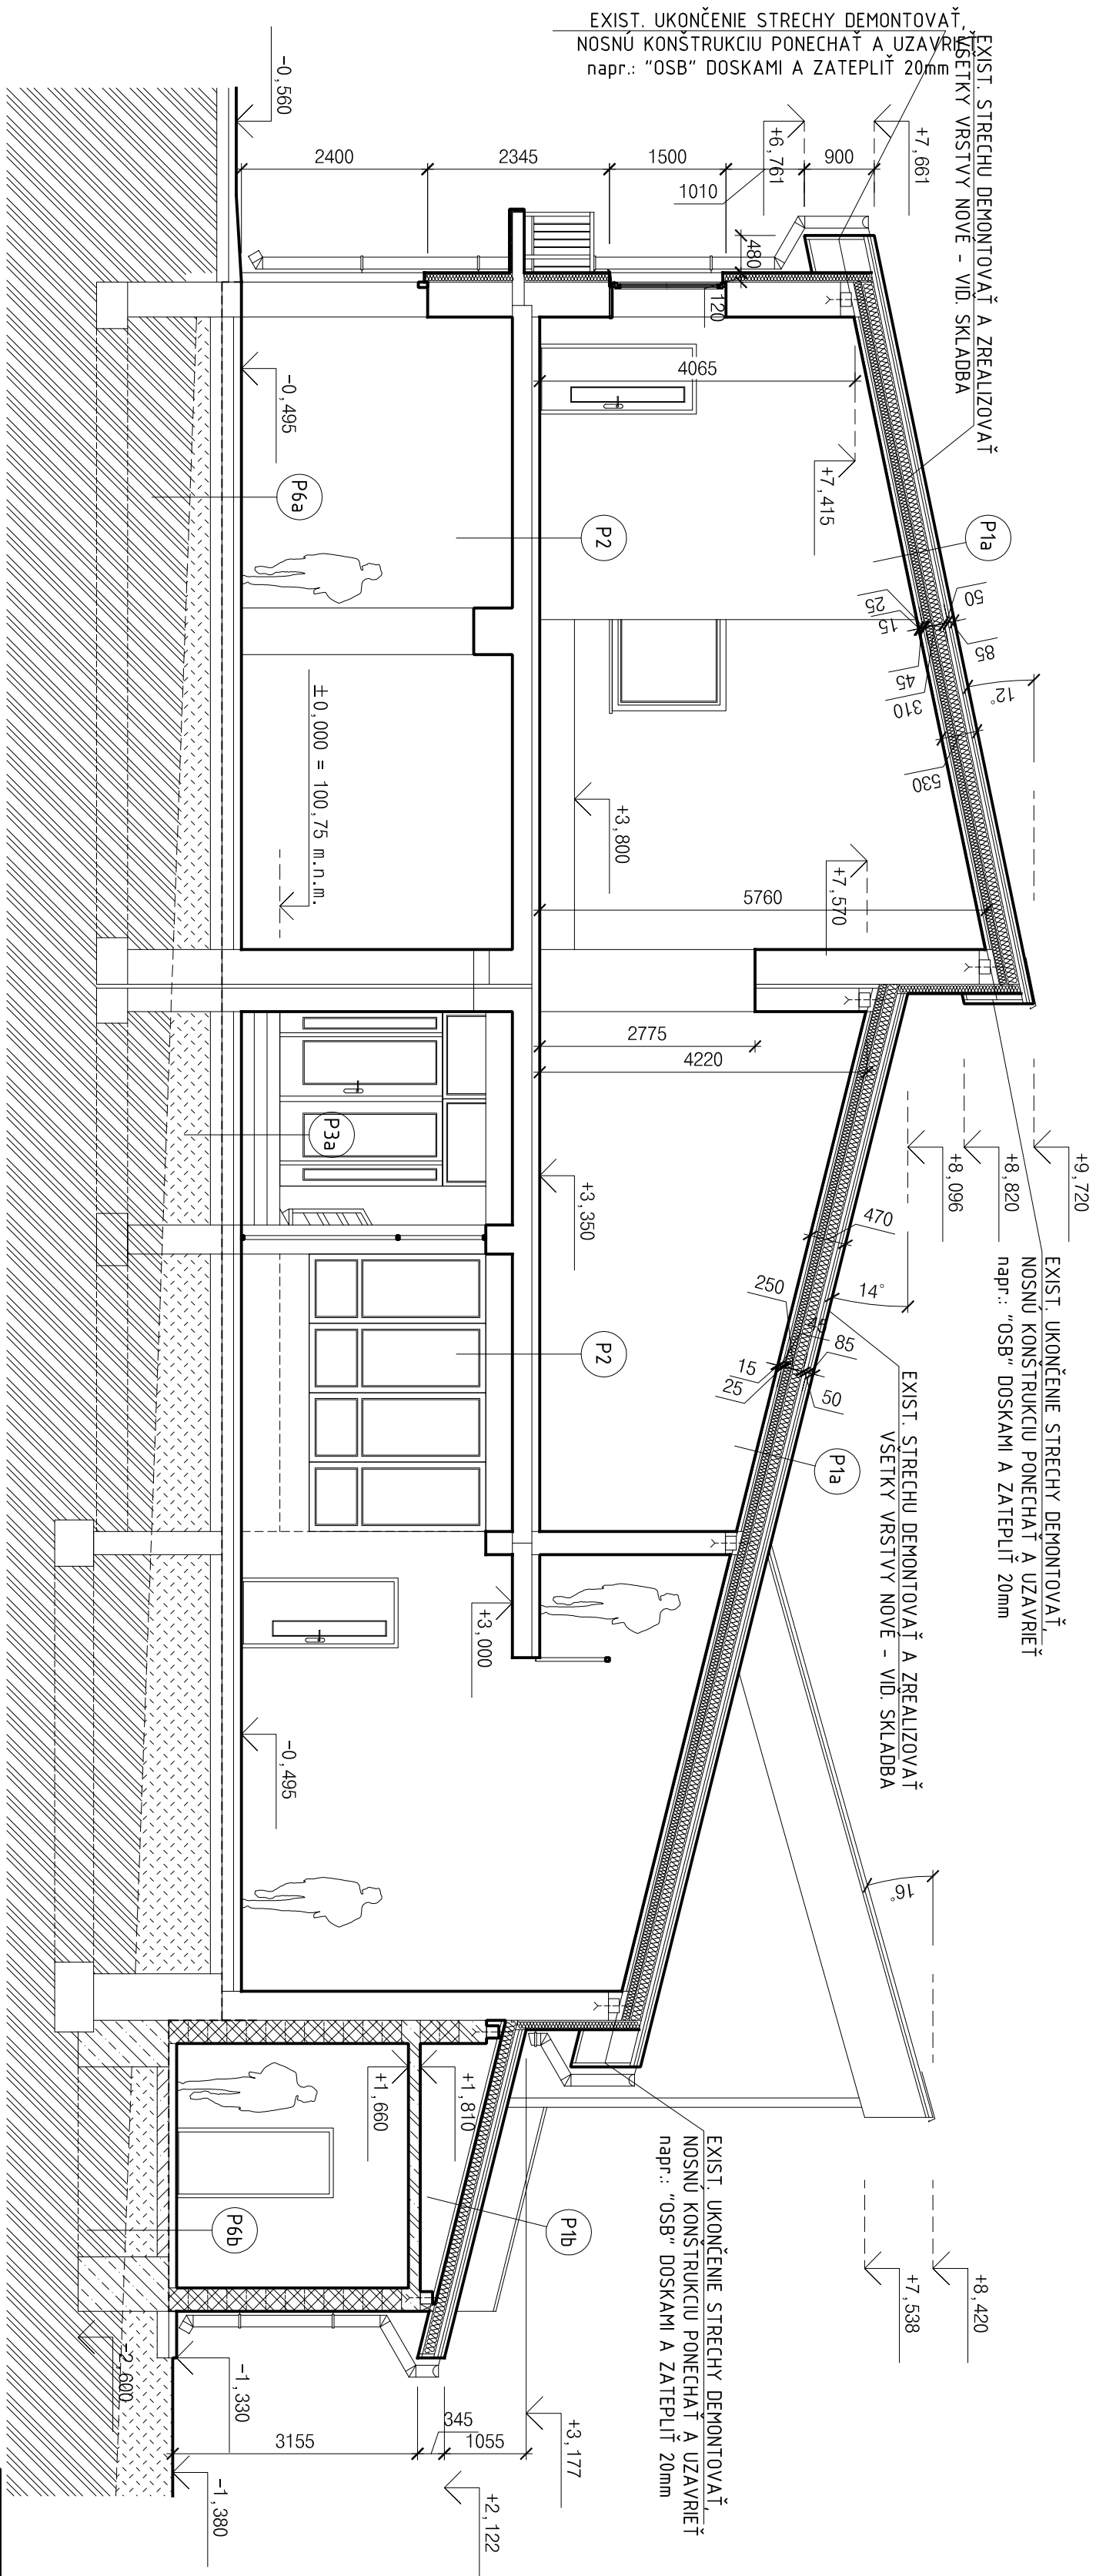 EXIST. UKONČENIE STRECHY DEMONTOVAŤ,
NOSNÚ KONŠTRUKCIU PONECHAŤ A UZAVRIEŤ
napr.: "OSB" DOSKAMI A ZATEPLIŤ 20mm
EXIST. STRECHU DEMONTOVAŤ A ZREALIZOVAŤ
VŠETKY VRSTVY NOVÉ - VIĎ. SKLADBA
-0,560
+6,761
+7,661
2400
2345
1500
1010
900
480
120
4065
-0,495
+7,415
P6a
P2
P1a
50
85
25
15
45
310
530
12°
±0,000 = 100,75 m.n.m.
+3,800
+7,570
5760
2775
4220
+9,720
+8,820
+8,096
P3a
+3,350
470
14°
250
45
85
15
25
50
P2
P1a
EXIST. UKONČENIE STRECHY DEMONTOVAŤ,
NOSNÚ KONŠTRUKCIU PONECHAŤ A UZAVRIEŤ
napr.: "OSB" DOSKAMI A ZATEPLIŤ 20mm
EXIST. STRECHU DEMONTOVAŤ A ZREALIZOVAŤ
VŠETKY VRSTVY NOVÉ - VIĎ. SKLADBA
+3,000
-0,495
16°
+1,660
+1,810
P6b
P1b
EXIST. UKONČENIE STRECHY DEMONTOVAŤ,
NOSNÚ KONŠTRUKCIU PONECHAŤ A UZAVRIEŤ
napr.: "OSB" DOSKAMI A ZATEPLIŤ 20mm
+8,420
+7,538
-2,600
-1,330
3155
345
1055
+3,177
-1,380
+2,122